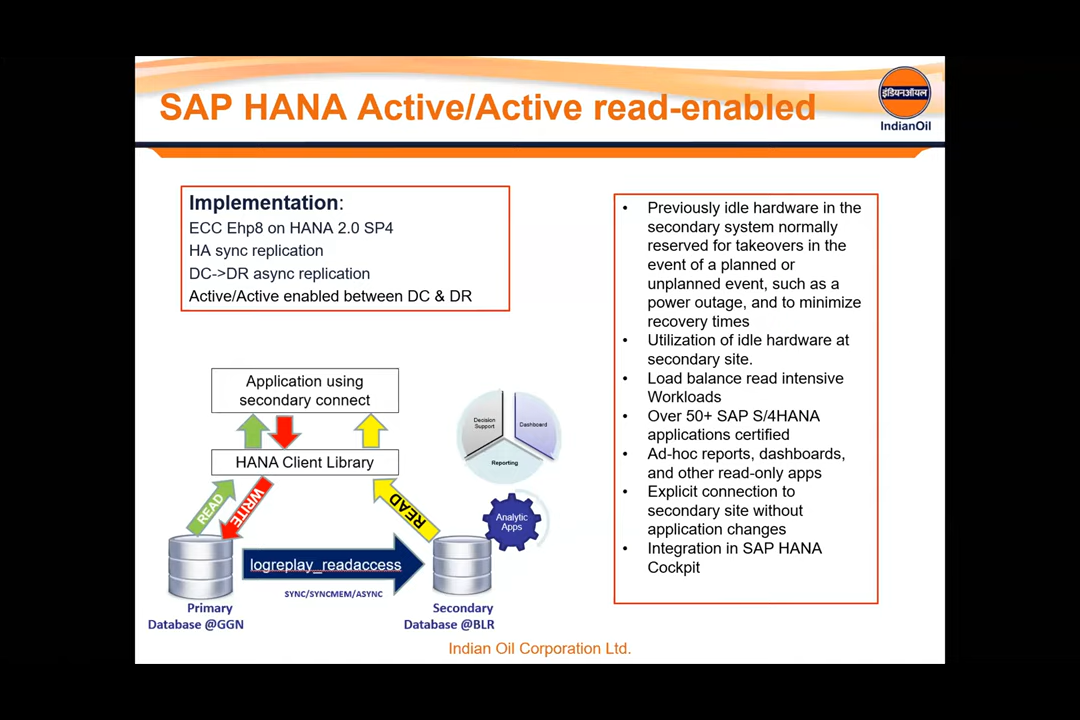 SAP HANA Active/Active read-enabled
इंडियनऑयल
IndianOil
Implementation:
ECC Ehp8 on HANA 2.0 SP4
HA sync replication
DC->DR async replication
Active/Active enabled between DC & DR
Application using
secondary connect
HANA Client Library
READ
WRITE
READ
logreplay_readaccess
SYNC/SYNCMEM/ASYNC
Primary
Database @GGN
Secondary
Database @BLR
Decision
Support
Dashboard
Reporting
Analytic
Apps
• Previously idle hardware in the
secondary system normally
reserved for takeovers in the
event of a planned or
unplanned event, such as a
power outage, and to minimize
recovery times
• Utilization of idle hardware at
secondary site.
• Load balance read intensive
Workloads
• Over 50+ SAP S/4HANA
applications certified
• Ad-hoc reports, dashboards,
and other read-only apps
• Explicit connection to
secondary site without
application changes
• Integration in SAP HANA
Cockpit
Indian Oil Corporation Ltd.